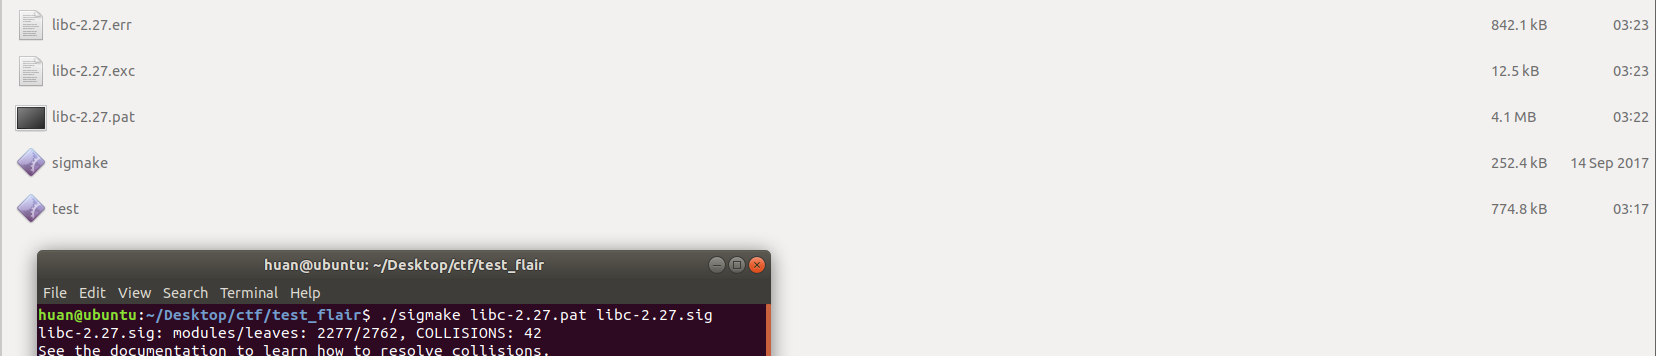 libc-2.27.err 842.1 kB 03:23
libc-2.27.exc 12.5 kB 03:23
libc-2.27.pat 4.1 MB 03:22
sigmake 252.4 kB 14 Sep 2017
test 774.8 kB 03:17
huan@ubuntu: ~/Desktop/ctf/test_flair
File Edit View Search Terminal Help
huan@ubuntu:~/Desktop/ctf/test_flair$ ./sigmake libc-2.27.pat libc-2.27.sig
libc-2.27.sig: modules/leaves: 2277/2762, COLLISIONS: 42
See the documentation to learn how to resolve collisions.